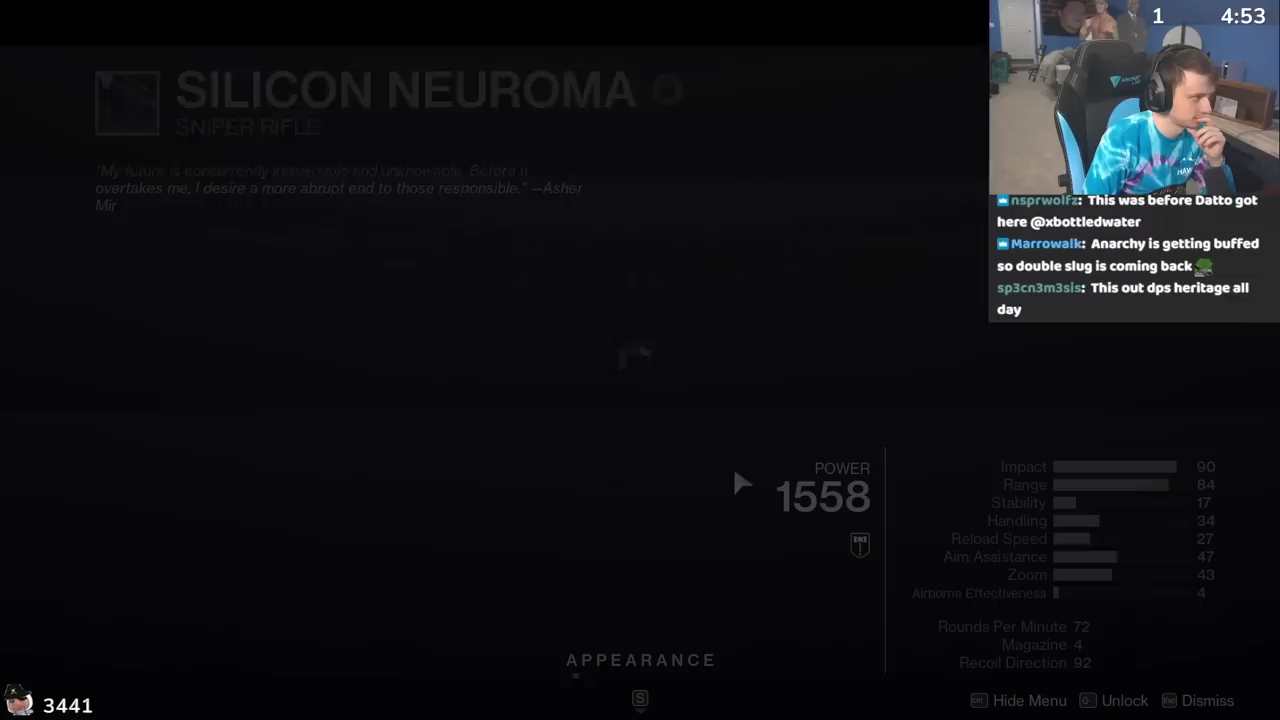 1 4:53
SILICON NEUROMA
SNIPER RIFLE
"My future is concurrently inevitable and unknowable. Before it
overtakes me, I desire a more abrupt end to those responsible." —Asher
Mir
nsprwolfz: This was before Datto got
here @xbottledwater
Marrowalk: Anarchy is getting buffed
so double slug is coming back
sp3cn3m3sis: This out dps heritage all
day
POWER
1558
Impact 90
Range 84
Stability 17
Handling 34
Reload Speed 27
Aim Assistance 47
Zoom 43
Airborne Effectiveness 4
Rounds Per Minute 72
Magazine 4
Recoil Direction 92
APPEARANCE
S
3441
Hide Menu Unlock Dismiss